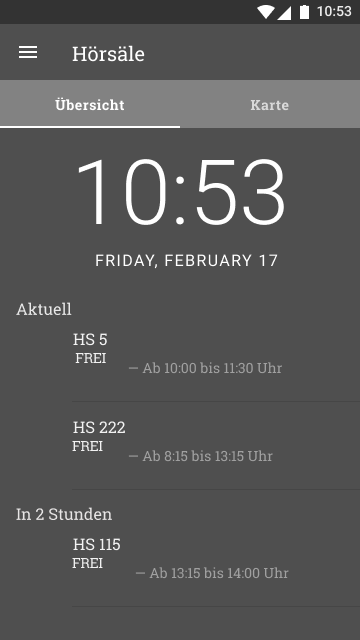 10:53
Hörsäle
Übersicht Karte
10:53
FRIDAY, FEBRUARY 17
Aktuell
HS 5
FREI
— Ab 10:00 bis 11:30 Uhr
HS 222
FREI
— Ab 8:15 bis 13:15 Uhr
In 2 Stunden
HS 115
FREI
— Ab 13:15 bis 14:00 Uhr